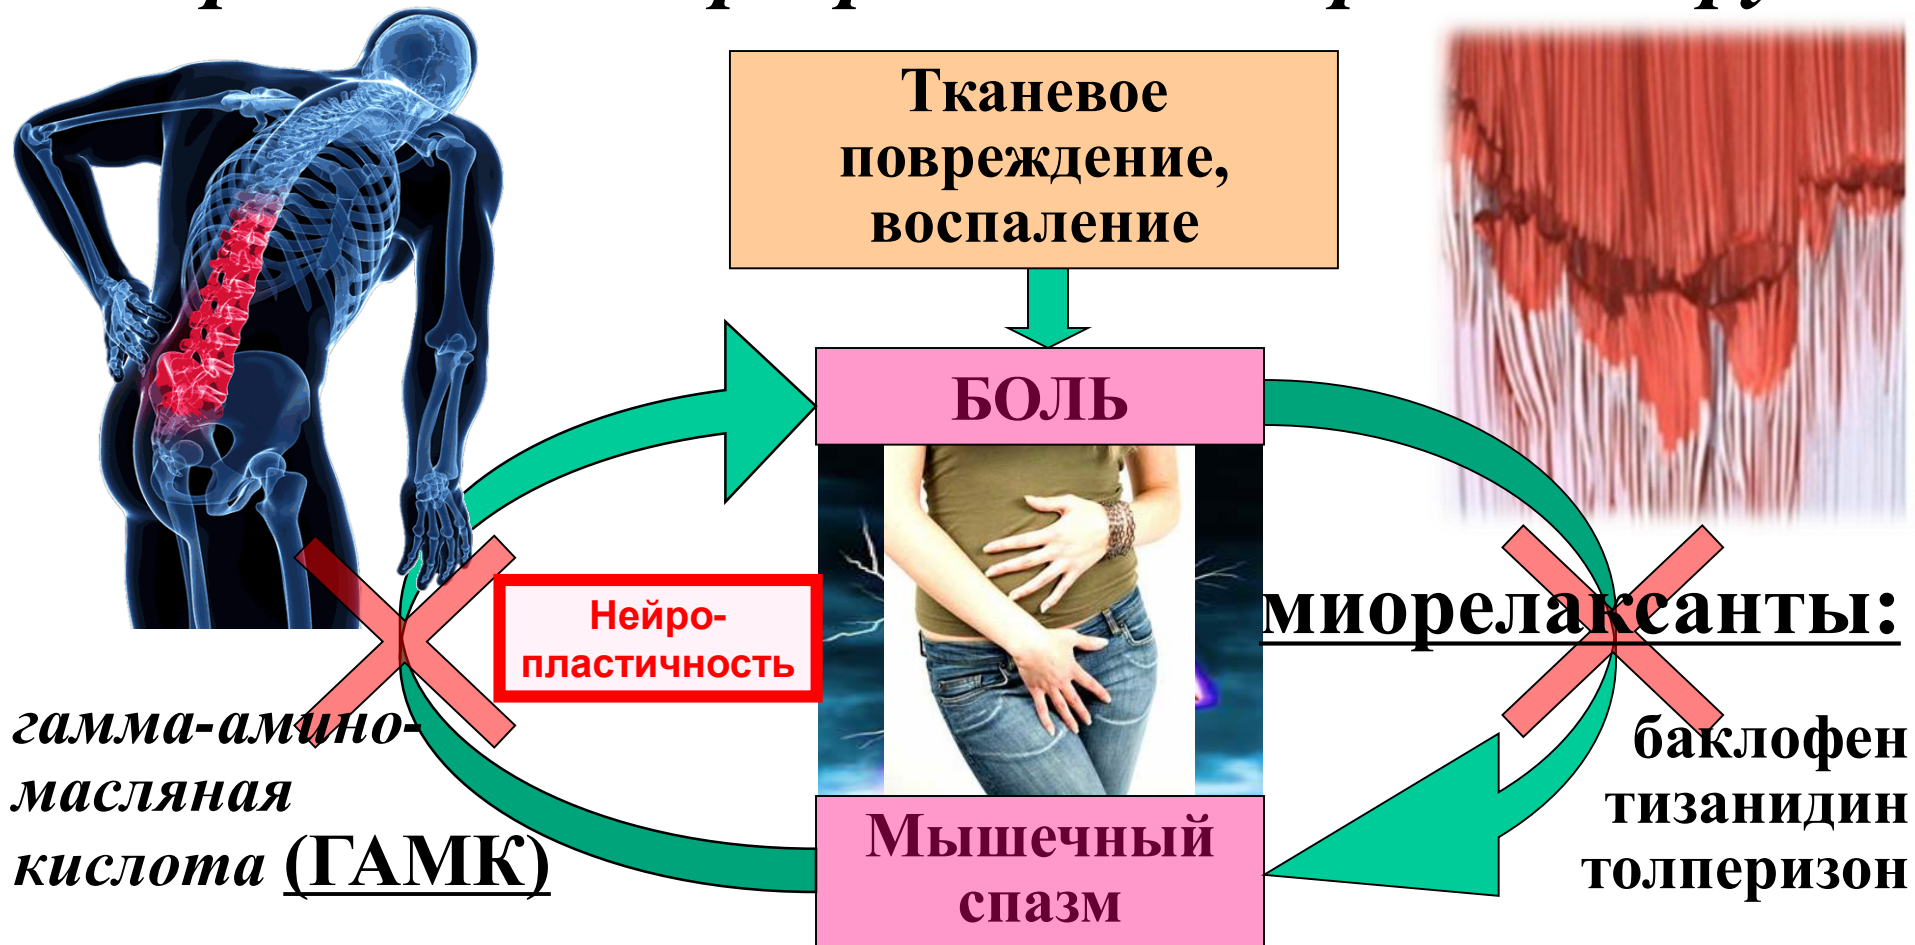 Тканевое
повреждение,
воспаление
БОЛЬ
Нейро-
пластичность
миорелаксанты:
гамма-амино-
масляная
кислота (ГАМК)
баклофен
тизанидин
толперизон
Мышечный
спазм